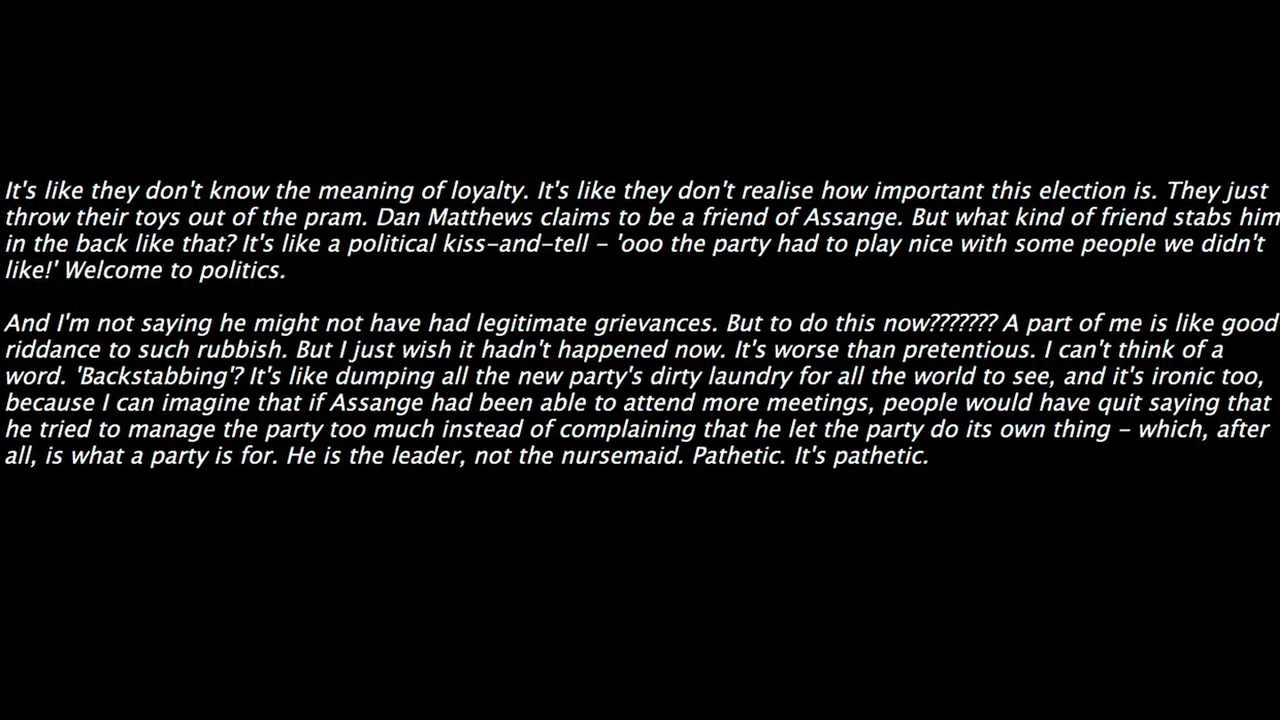 It's like they don't know the meaning of loyalty. It's like they don't realise how important this election is. They just
throw their toys out of the pram. Dan Matthews claims to be a friend of Assange. But what kind of friend stabs him
in the back like that? It's like a political kiss-and-tell - 'ooo the party had to play nice with some people we didn't
like!' Welcome to politics.
And I'm not saying he might not have had legitimate grievances. But to do this now??????? A part of me is like good
riddance to such rubbish. But I just wish it hadn't happened now. It's worse than pretentious. I can't think of a
word. 'Backstabbing'? It's like dumping all the new party's dirty laundry for all the world to see, and it's ironic too,
because I can imagine that if Assange had been able to attend more meetings, people would have quit saying that
he tried to manage the party too much instead of complaining that he let the party do its own thing - which, after
all, is what a party is for. He is the leader, not the nursemaid. Pathetic. It's pathetic.